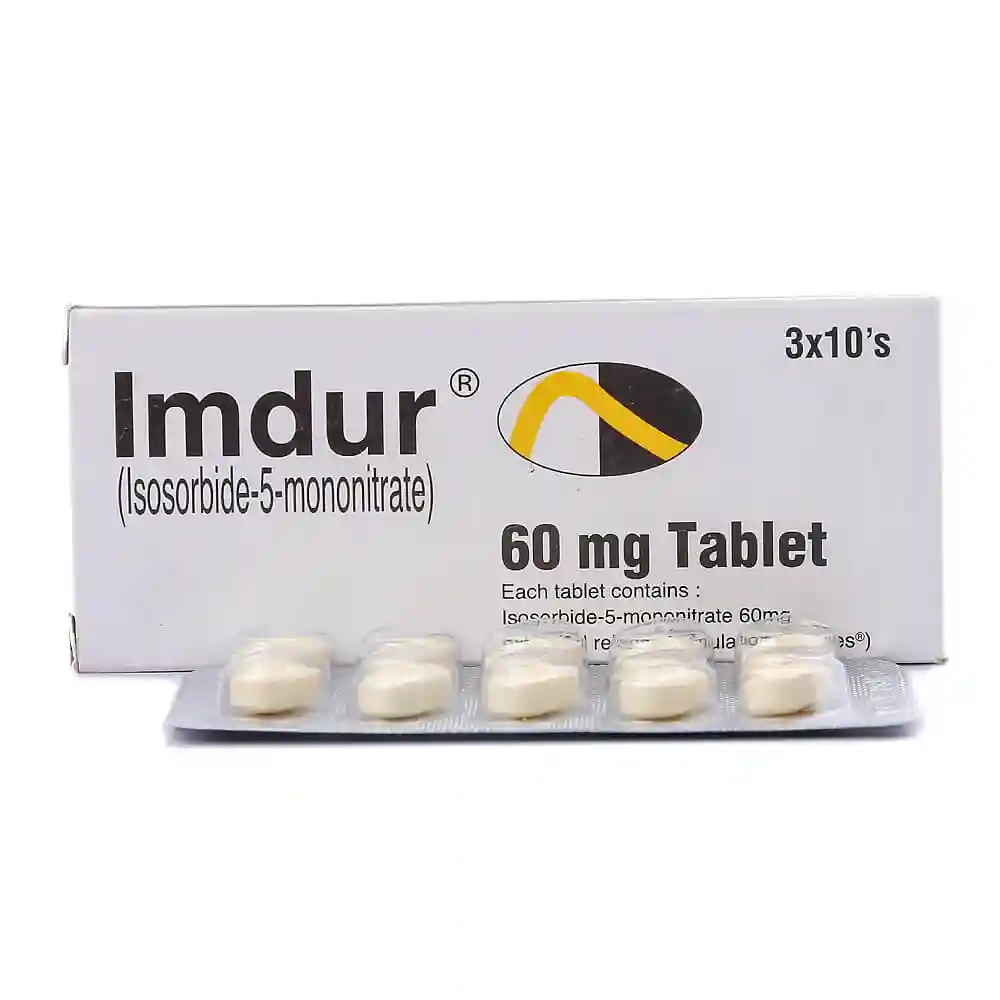 3x10's
Imdur®
(Isosorbide-5-mononitrate)
60 mg Tablet
Each tablet contains :
Isosorbide-5-mononitrate 60mg